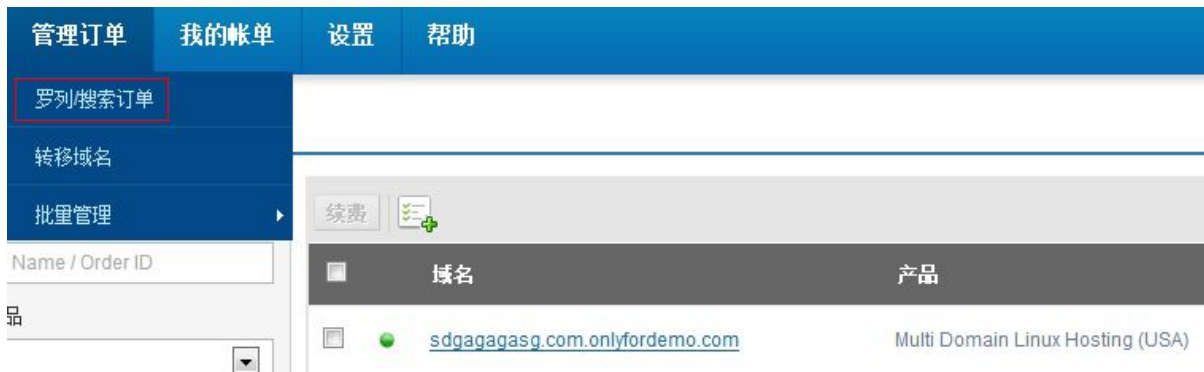 管理订单 我的帐单 设置 帮助
罗列/搜索订单
转移域名
批里管理
续费
Name / Order ID
域名 产品
品
sdgagagasg.com.onlyfordemo.com Multi Domain Linux Hosting (USA)